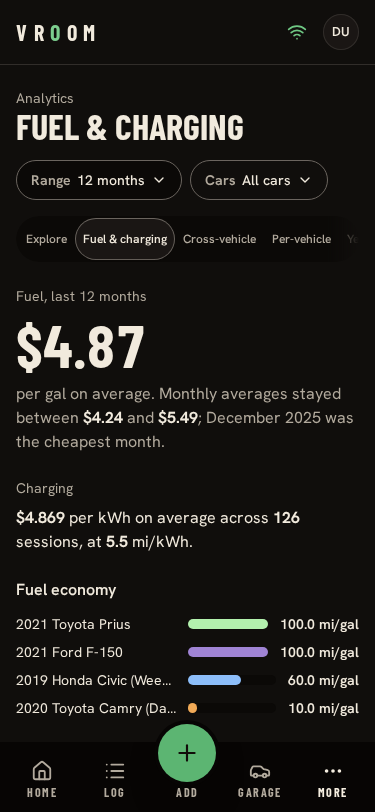 VROOM
DU
Analytics
FUEL & CHARGING
Range 12 months
Cars All cars
Explore Fuel & charging Cross-vehicle Per-vehicle
Fuel, last 12 months
$4.87
per gal on average. Monthly averages stayed
between $4.24 and $5.49; December 2025 was
the cheapest month.
Charging
$4.869 per kWh on average across 126
sessions, at 5.5 mi/kWh.
Fuel economy
2021 Toyota Prius 100.0 mi/gal
2021 Ford F-150 100.0 mi/gal
2019 Honda Civic (Wee... 60.0 mi/gal
2020 Toyota Camry (Da... 10.0 mi/gal
HOME LOG ADD GARAGE MORE